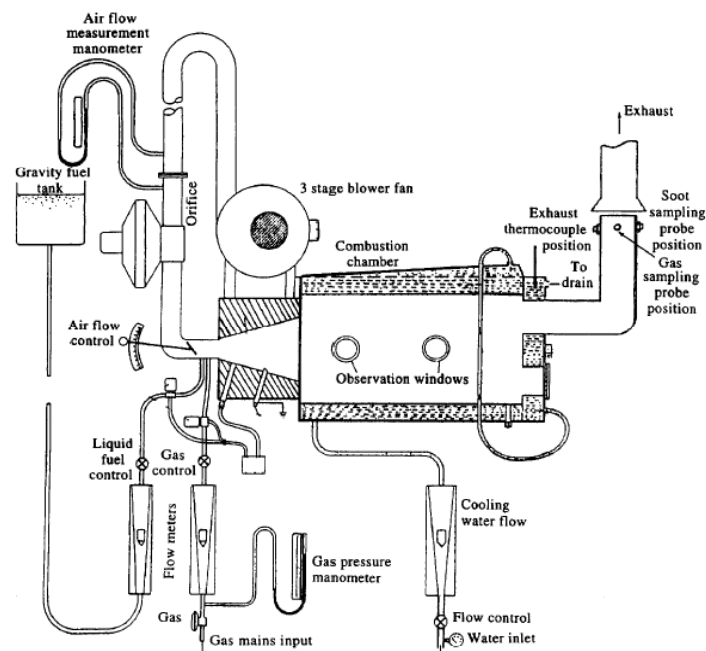 Air flow
measurement
manometer
Exhaust
Gravity fuel
tank
Orifice
3 stage blower fan
Soot
sampling
probe
position
Exhaust
thermocouple
position
Combustion
chamber
To
drain
Gas
sampling
probe
position
Air flow
control
Observation windows
Liquid
fuel
control
Gas
control
Flow meters
Cooling
water flow
Gas pressure
manometer
Gas
Gas mains input
Flow control
Water inlet